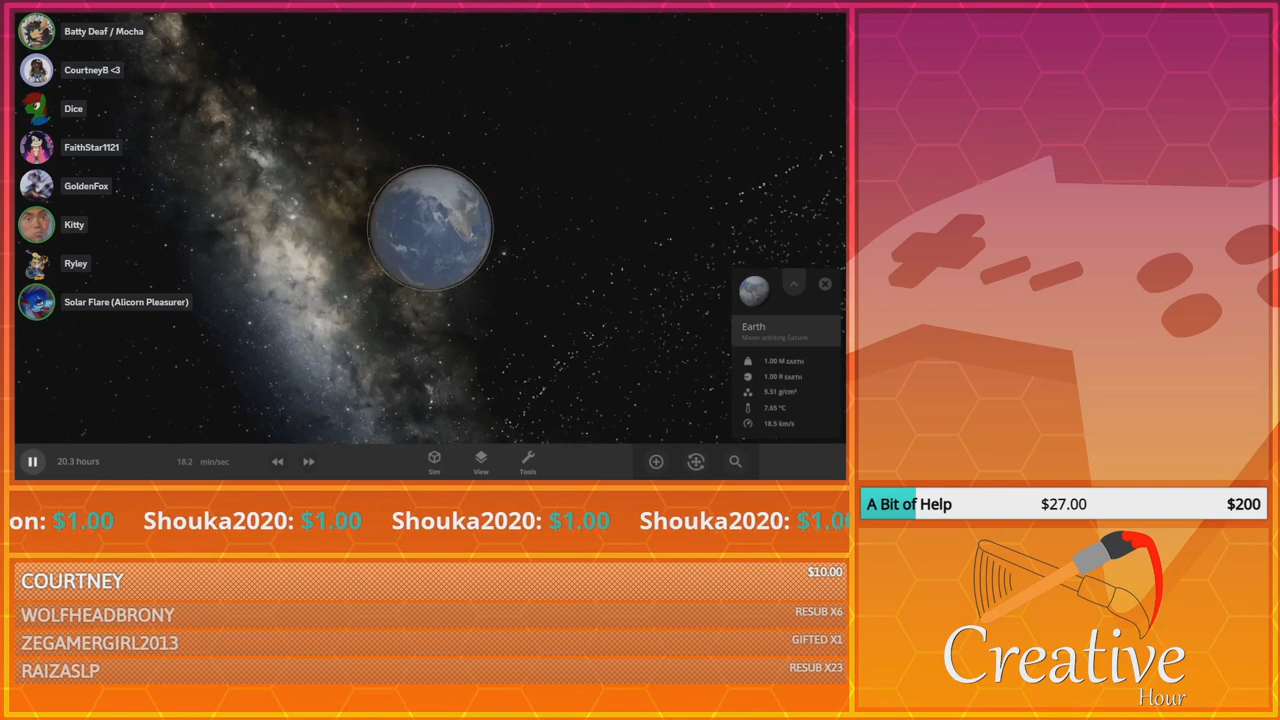 Batty Deaf / Mocha
CourtneyB <3
Dice
FaithStar1121
GoldenFox
Kitty
Ryley
Solar Flare (Alicorn Pleasurer)
Earth
Moon orbiting Saturn
1.00 M EARTH
1.00 R EARTH
5.51 g/cm³
7.65 °C
18.5 km/s
20.3 hours
18.2 min/sec
Sim
View
Tools
on: $1.00 Shouka2020: $1.00 Shouka2020: $1.00 Shouka2020: $1.00
COURTNEY $10.00
WOLFHEADBRONY RESUB X6
ZEGAMERGIRL2013 GIFTED X1
RAIZASLP RESUB X23
A Bit of Help $27.00 $200
Creative
Hour